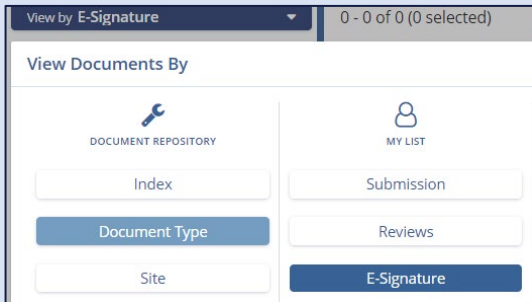 View by E-Signature
0 - 0 of 0 (0 selected)
View Documents By
DOCUMENT REPOSITORY
MY LIST
Index
Submission
Document Type
Reviews
Site
E-Signature